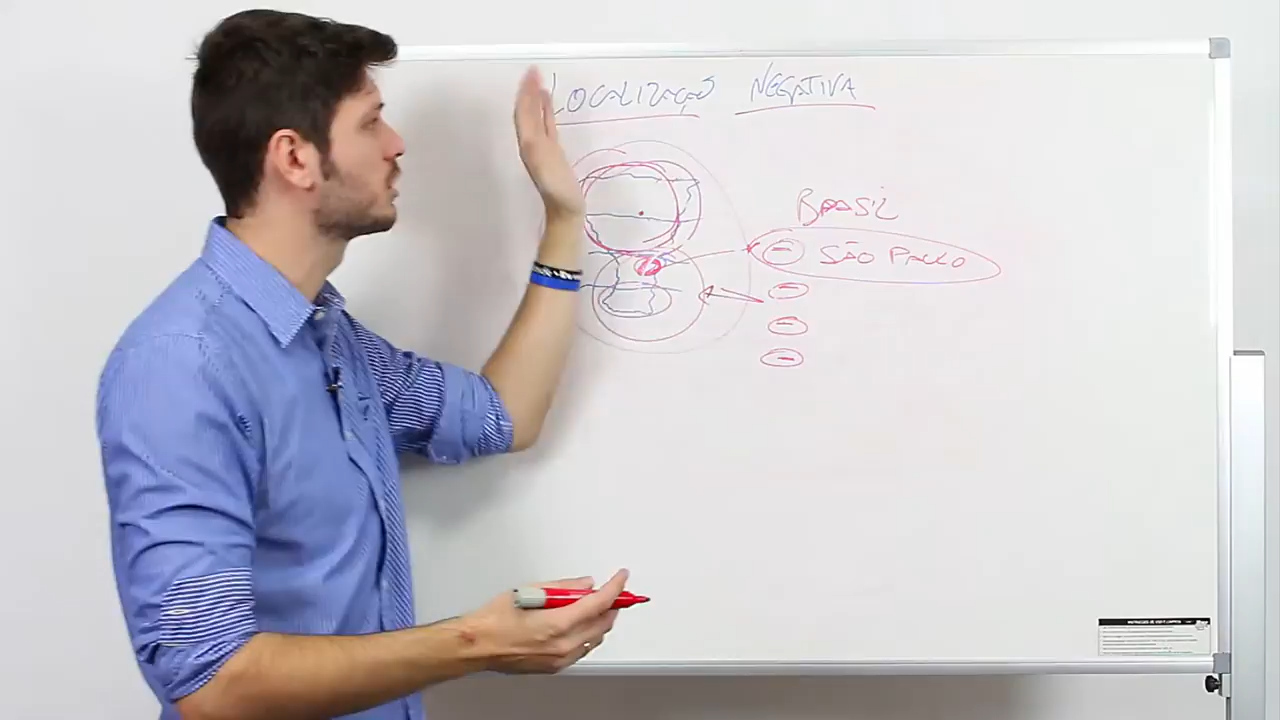 LOCALIZAÇÃO NEGATIVA
BRASIL
- SÃO PAULO
-
-
-